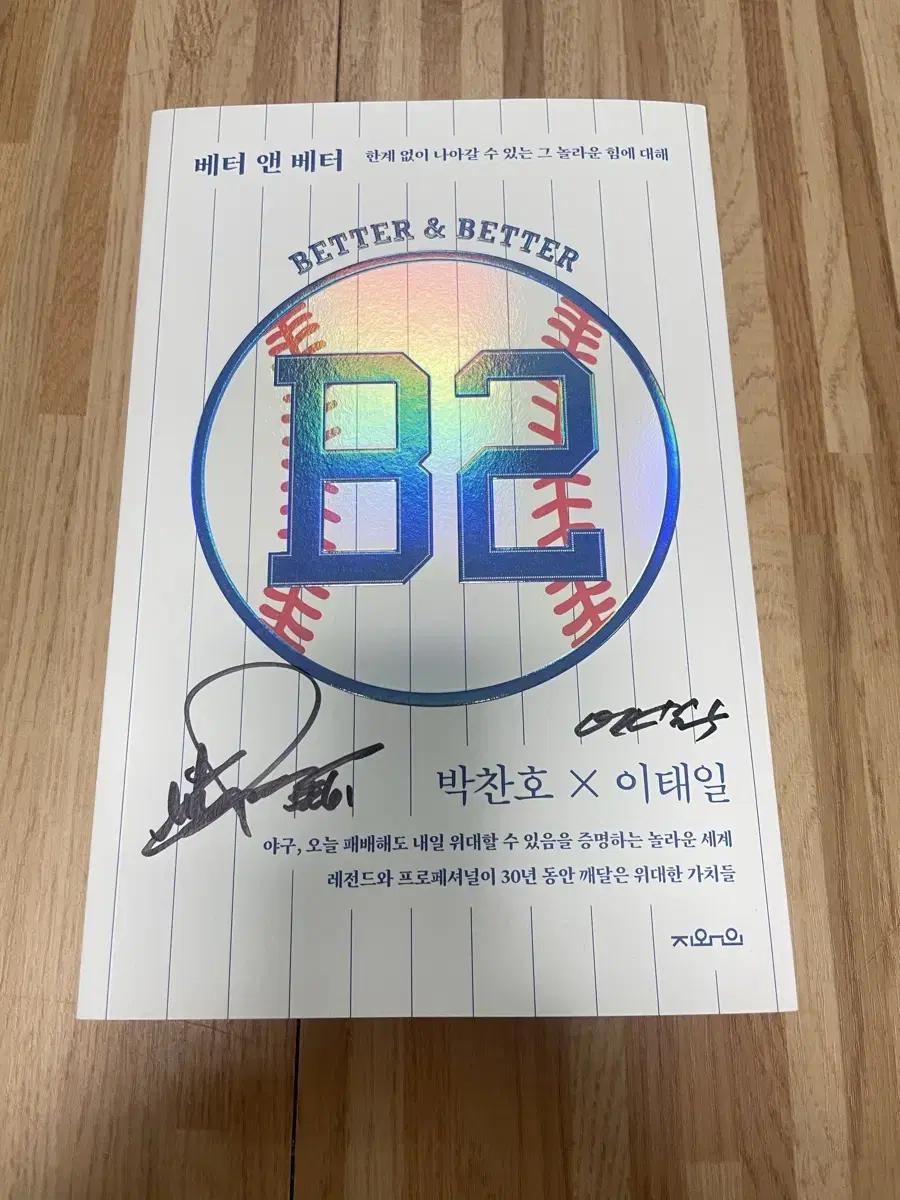 베터 앤 베터 한계 없이 나아갈 수 있는 그 놀라운 힘에 대해
BETTER & BETTER
B2
61
박찬호 × 이태일
야구, 오늘 패배해도 내일 위대할 수 있음을 증명하는 놀라운 세계
레전드와 프로페셔널이 30년 동안 깨달은 위대한 가치들
지와인